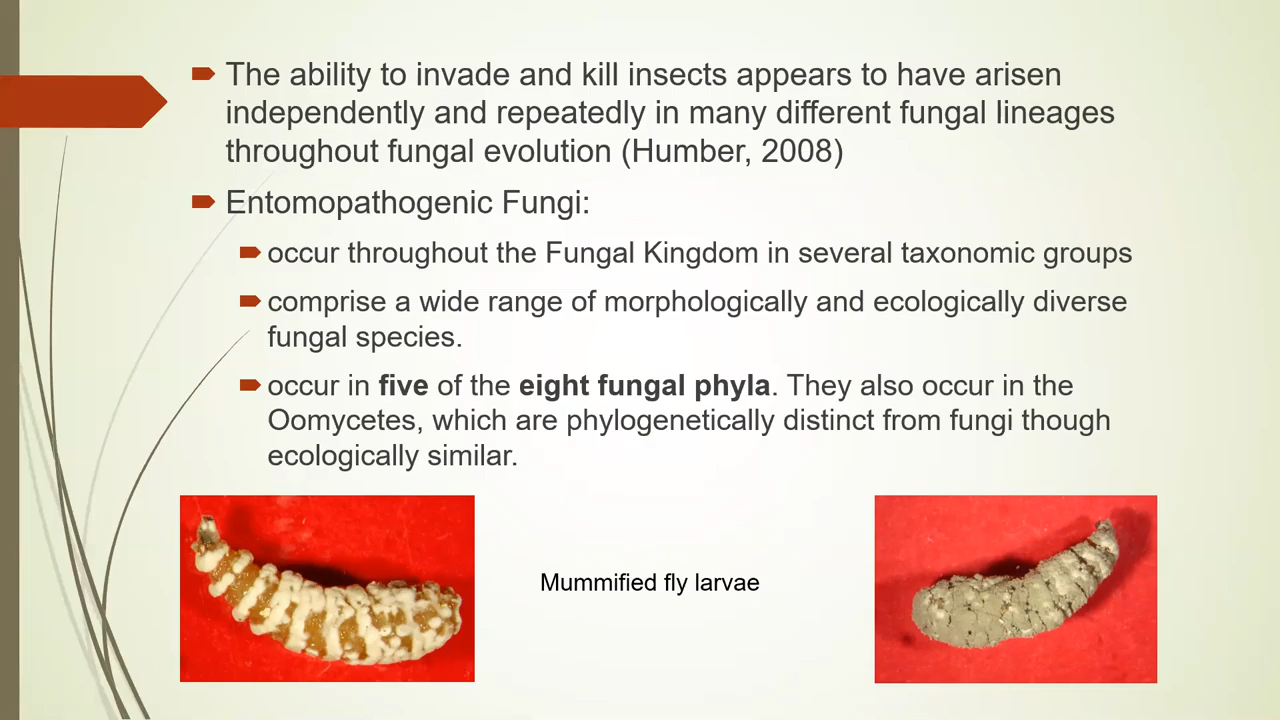 The ability to invade and kill insects appears to have arisen
independently and repeatedly in many different fungal lineages
throughout fungal evolution (Humber, 2008)
Entomopathogenic Fungi:
occur throughout the Fungal Kingdom in several taxonomic groups
comprise a wide range of morphologically and ecologically diverse
fungal species.
occur in five of the eight fungal phyla. They also occur in the
Oomycetes, which are phylogenetically distinct from fungi though
ecologically similar.
Mummified fly larvae